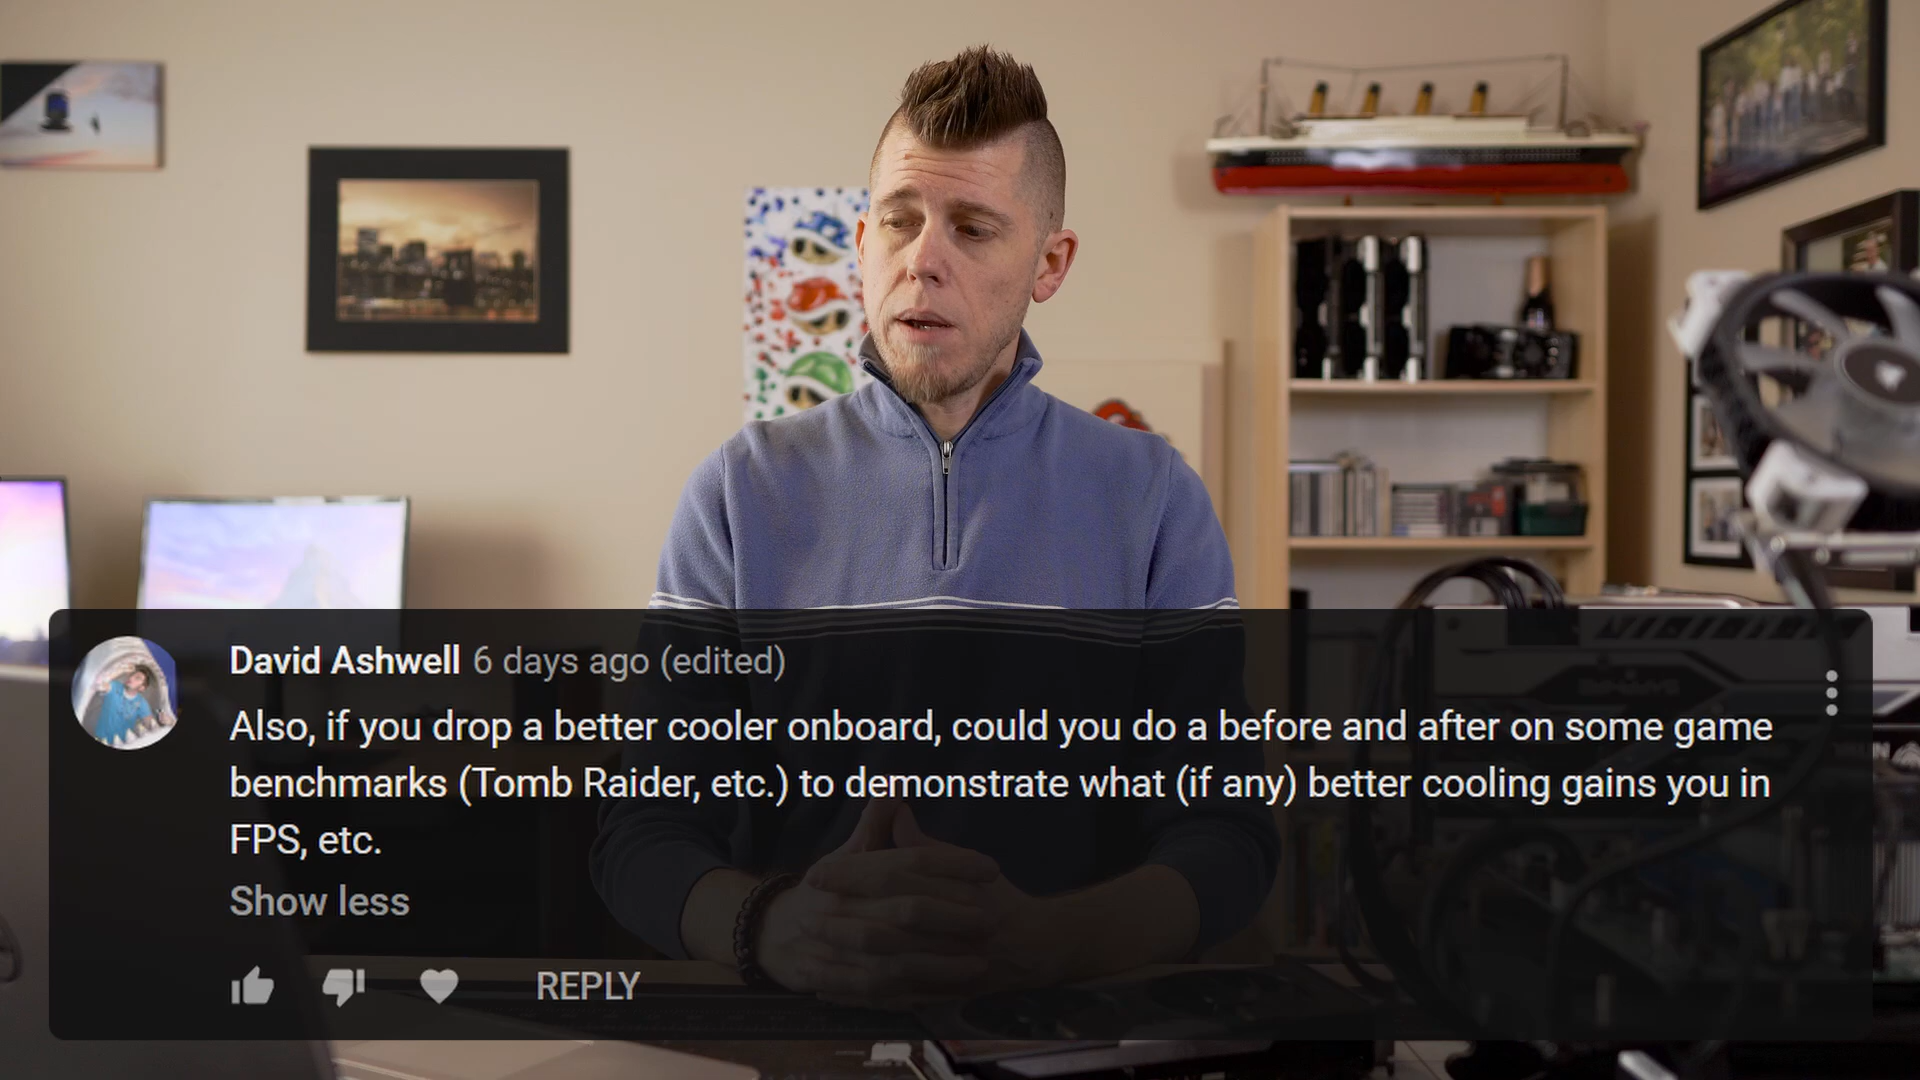 David Ashwell 6 days ago (edited)
Also, if you drop a better cooler onboard, could you do a before and after on some game
benchmarks (Tomb Raider, etc.) to demonstrate what (if any) better cooling gains you in
FPS, etc.
Show less
REPLY